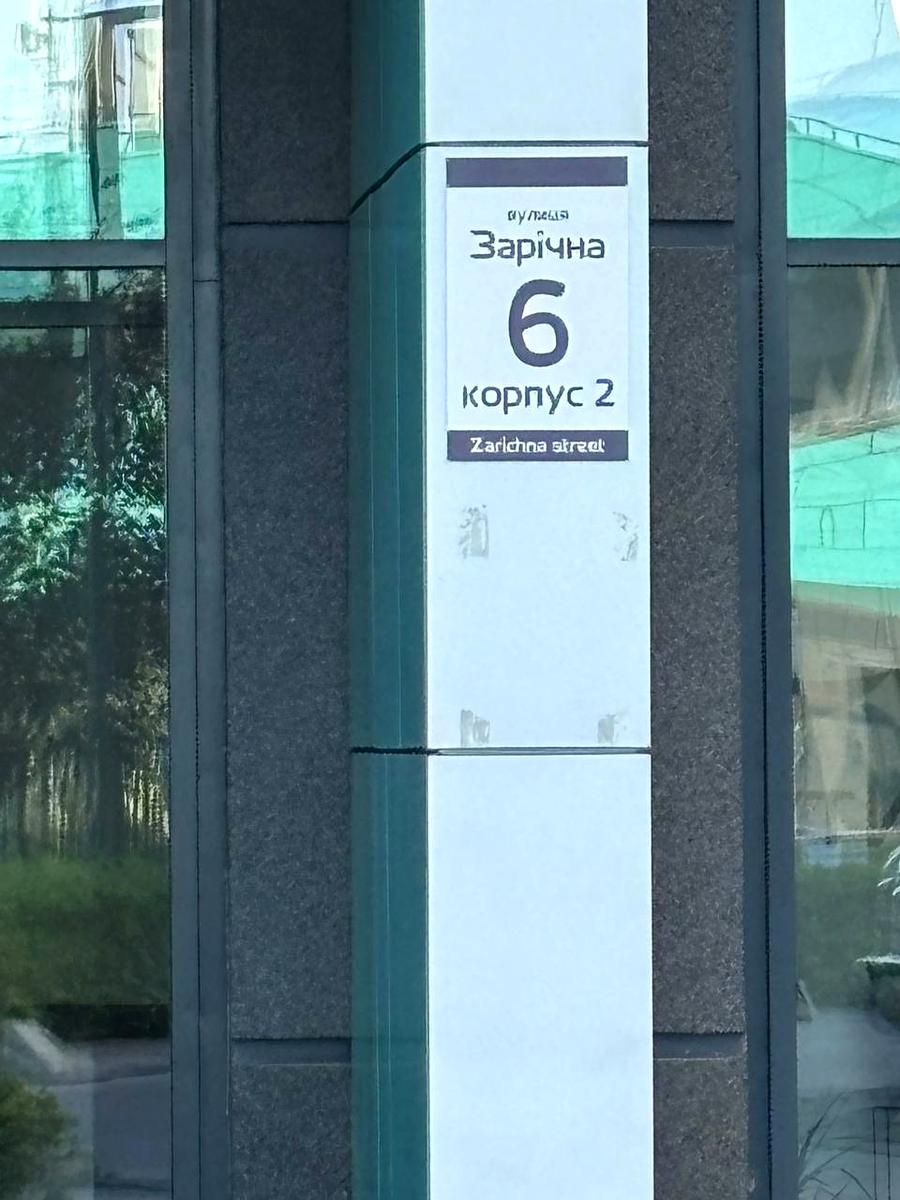 вулиця
Зарічна
6
корпус 2
Zarichna street